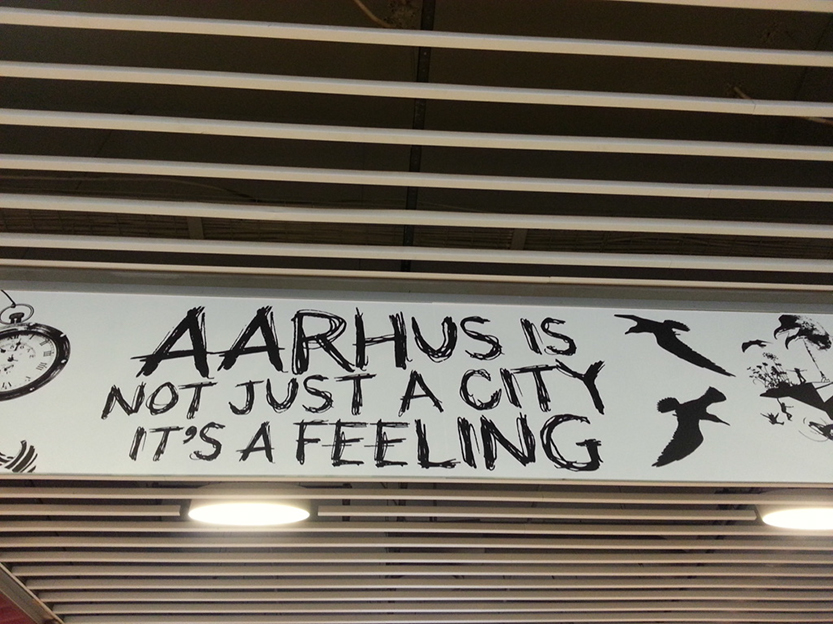 AARHUS IS
NOT JUST A CITY
IT'S A FEELING